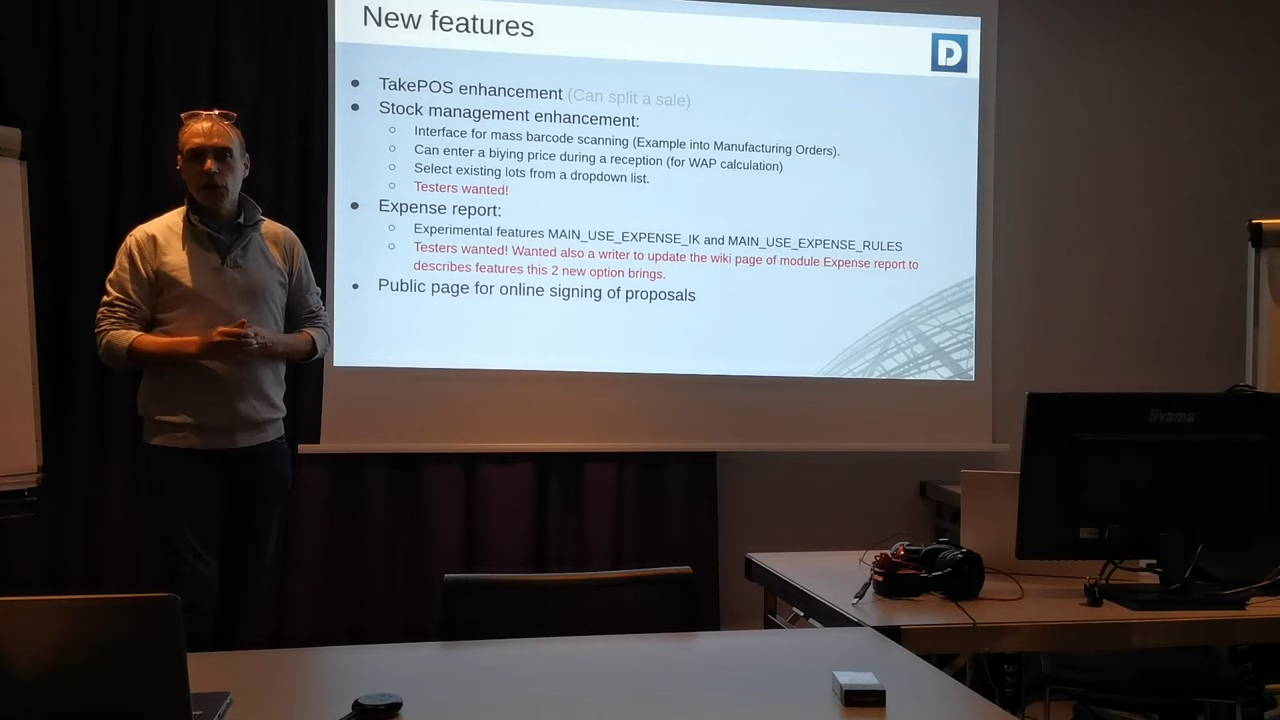 New features
D
● TakePOS enhancement (Can split a sale)
● Stock management enhancement:
○ Interface for mass barcode scanning (Example into Manufacturing Orders).
○ Can enter a biying price during a reception (for WAP calculation)
○ Select existing lots from a dropdown list.
○ Testers wanted!
● Expense report:
○ Experimental features MAIN_USE_EXPENSE_IK and MAIN_USE_EXPENSE_RULES
○ Testers wanted! Wanted also a writer to update the wiki page of module Expense report to
describes features this 2 new option brings.
● Public page for online signing of proposals
iiyama